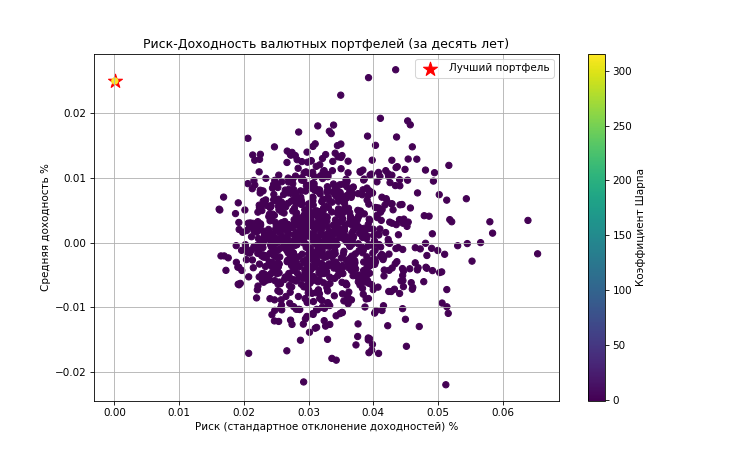 Риск-Доходность валютных портфелей (за десять лет)
Лучший портфель
Средняя доходность %
0.02
0.01
0.00
−0.01
−0.02
0.00 0.01 0.02 0.03 0.04 0.05 0.06
Риск (стандартное отклонение доходностей) %
300
250
200
150
100
50
0
Коэффициент Шарпа